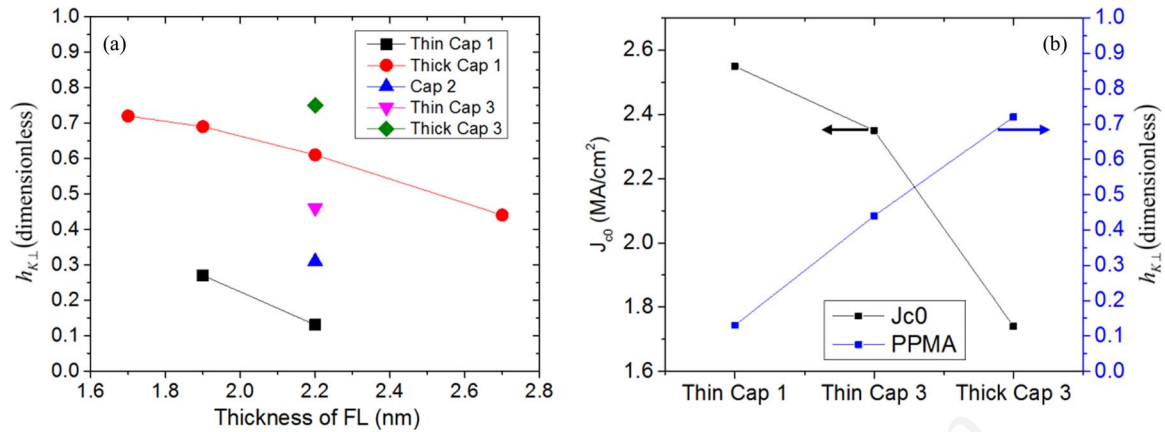 (a)
Thin Cap 1
Thick Cap 1
Cap 2
Thin Cap 3
Thick Cap 3
1.0
0.9
0.8
0.7
0.6
0.5
0.4
0.3
0.2
0.1
0.0
h_{K⊥}(dimensionless)
1.6 1.8 2.0 2.2 2.4 2.6 2.8
Thickness of FL (nm)
(b)
2.6
2.4
2.2
2.0
1.8
1.6
J_{c0} (MA/cm²)
Jc0
PPMA
1.0
0.9
0.8
0.7
0.6
0.5
0.4
0.3
0.2
0.1
0.0
h_{K⊥}(dimensionless)
Thin Cap 1 Thin Cap 3 Thick Cap 3